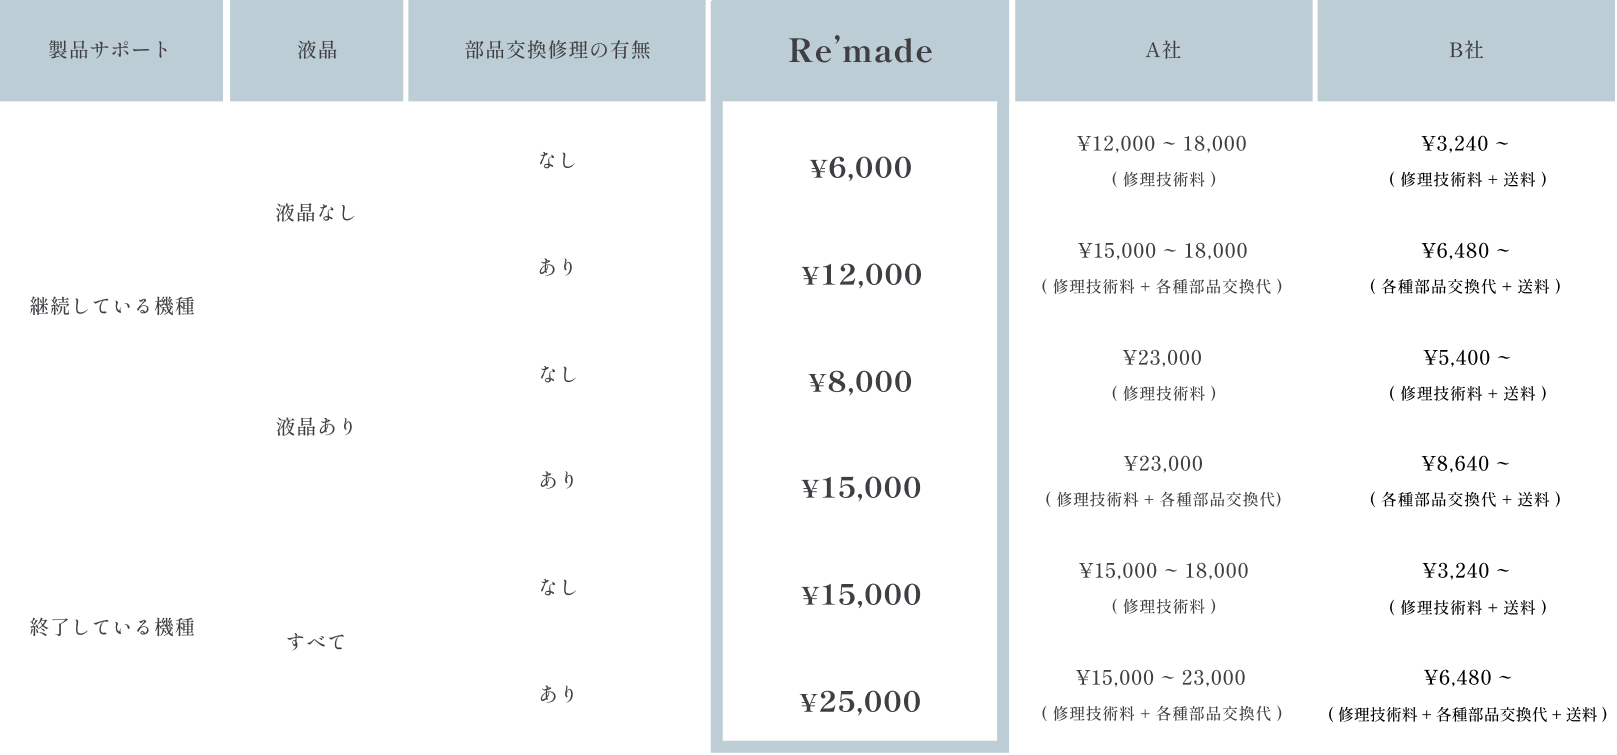 製品サポート
液晶
部品交換修理の有無
Re’made
A社
B社
継続している機種
液晶なし
なし
¥6,000
¥12,000 ~ 18,000
( 修理技術料 )
¥3,240 ~
( 修理技術料 + 送料 )
あり
¥12,000
¥15,000 ~ 18,000
( 修理技術料 + 各種部品交換代 )
¥6,480 ~
( 各種部品交換代 + 送料 )
液晶あり
なし
¥8,000
¥23,000
( 修理技術料 )
¥5,400 ~
( 修理技術料 + 送料 )
あり
¥15,000
¥23,000
( 修理技術料 + 各種部品交換代)
¥8,640 ~
( 各種部品交換代 + 送料 )
終了している機種
すべて
なし
¥15,000
¥15,000 ~ 18,000
( 修理技術料 )
¥3,240 ~
( 修理技術料 + 送料 )
あり
¥25,000
¥15,000 ~ 23,000
( 修理技術料 + 各種部品交換代 )
¥6,480 ~
( 修理技術料 + 各種部品交換代 + 送料 )